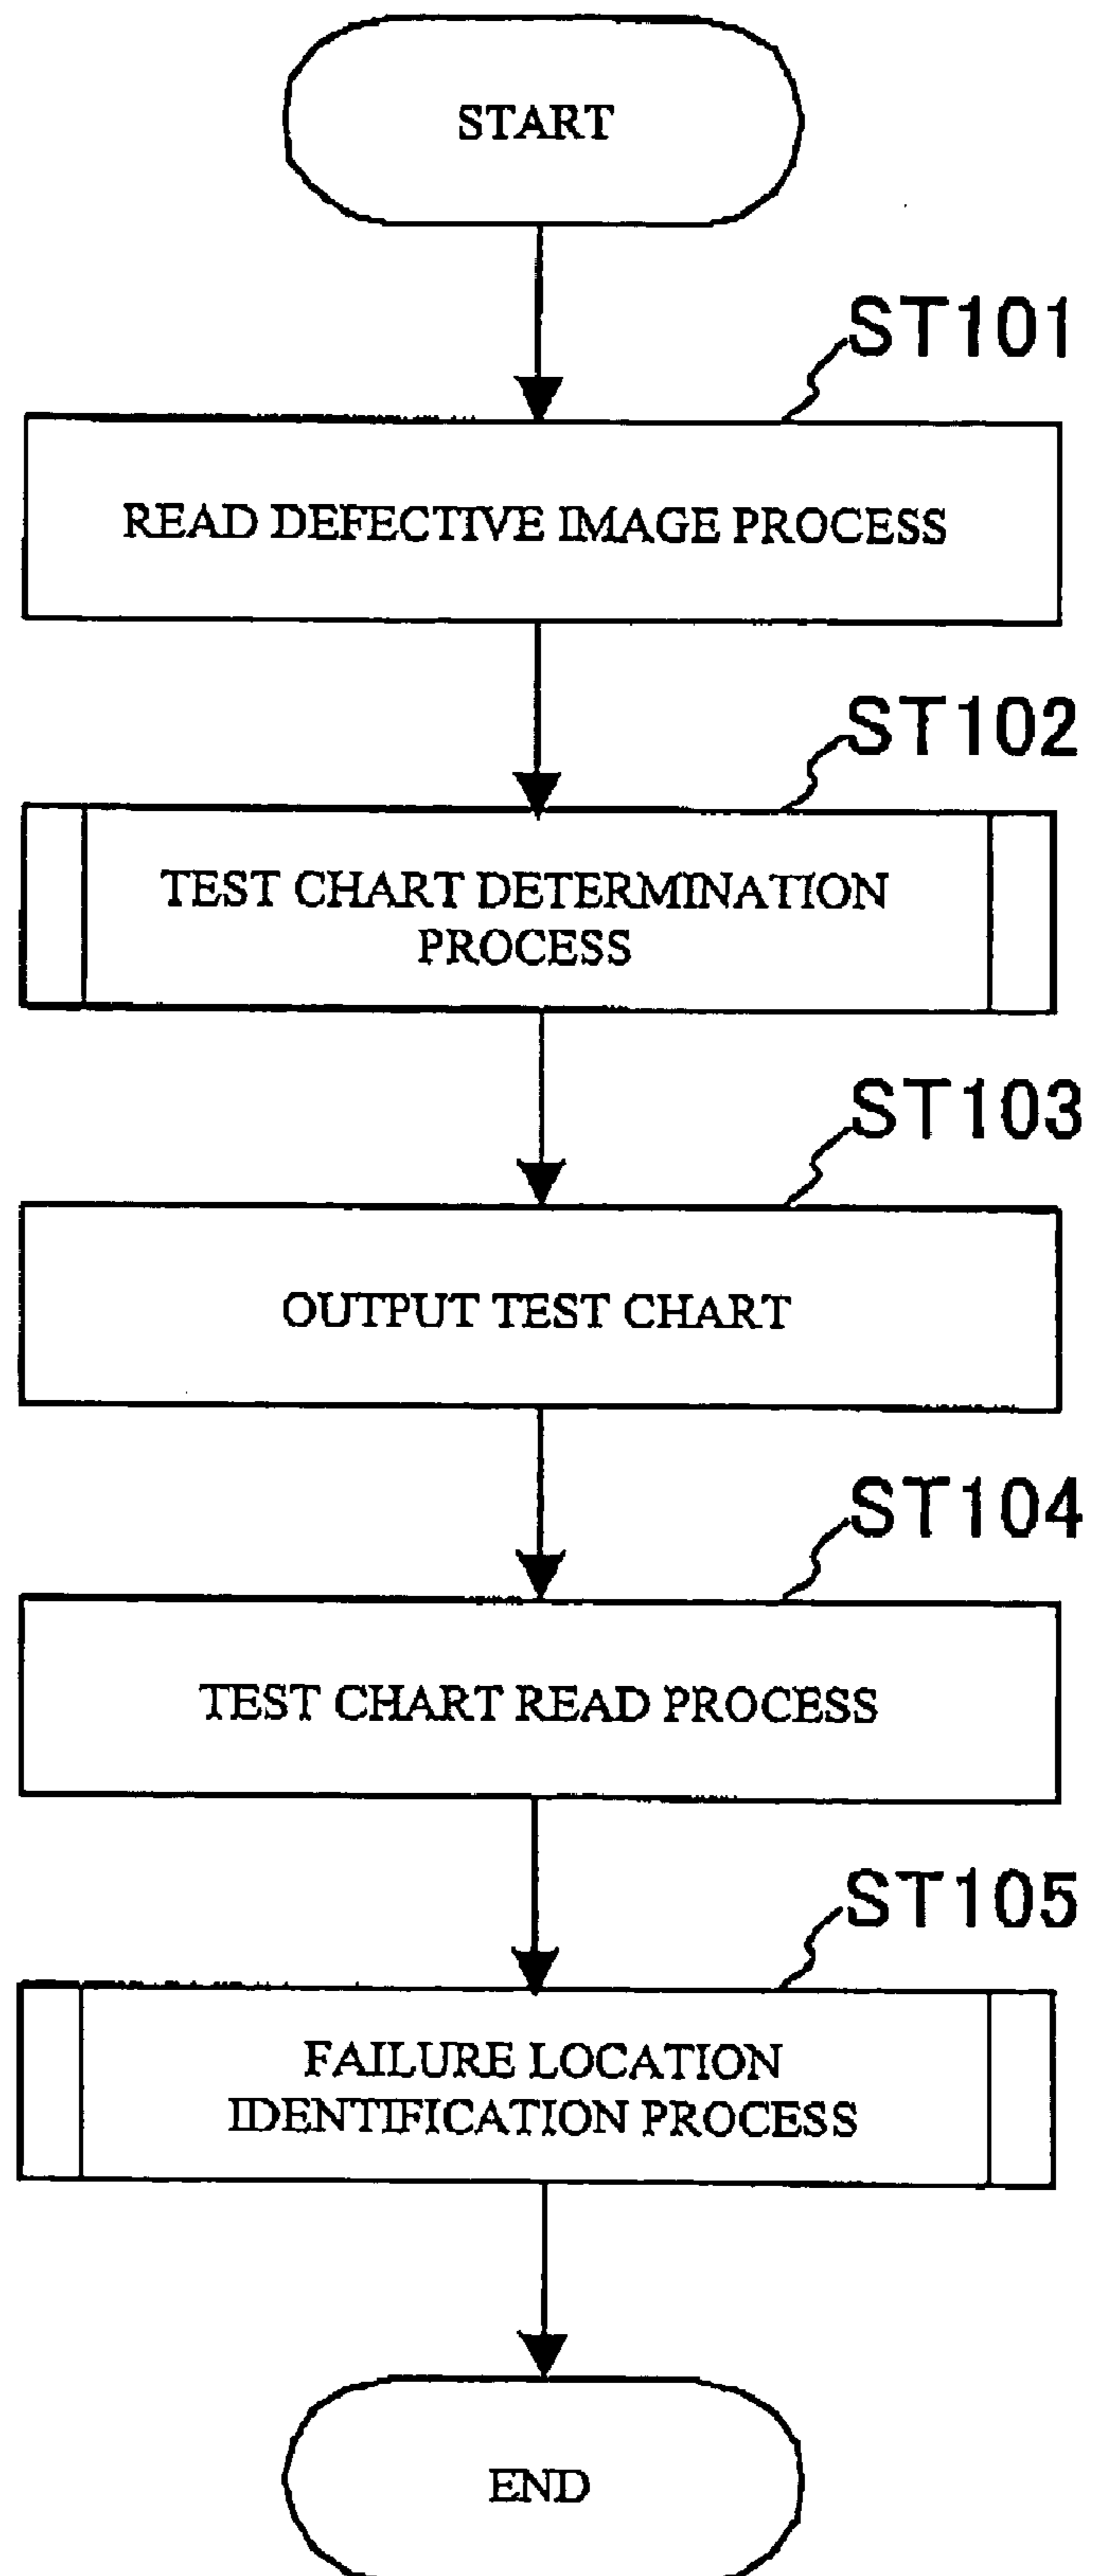 START
ST101
READ DEFECTIVE IMAGE PROCESS
ST102
TEST CHART DETERMINATION
PROCESS
ST103
OUTPUT TEST CHART
ST104
TEST CHART READ PROCESS
ST105
FAILURE LOCATION
IDENTIFICATION PROCESS
END